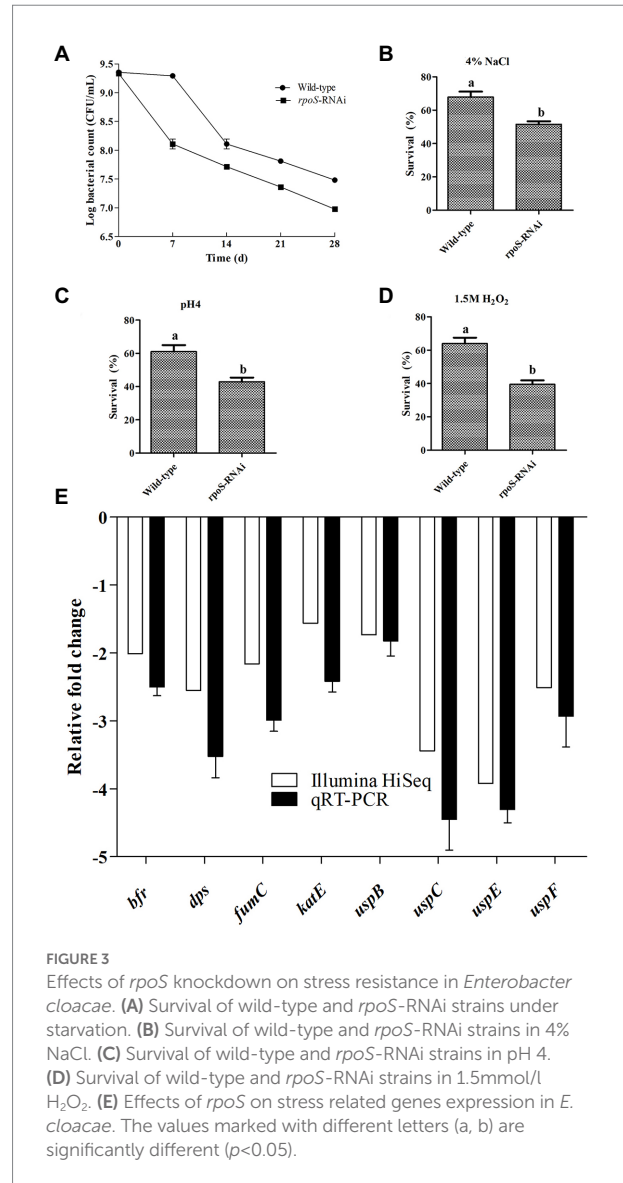 A
9.5
9.0
8.5
8.0
7.5
7.0
6.5
0
7
14
21
28
Log bacterial count (CFU/mL)
Time (d)
Wild-type
rpoS-RNAi
B
4% NaCl
80
60
40
20
0
Survival (%)
a
b
Wild-type
rpoS-RNAi
C
pH4
80
60
40
20
0
Survival (%)
a
b
Wild-type
rpoS-RNAi
D
1.5M H₂O₂
80
60
40
20
0
Survival (%)
a
b
Wild-type
rpoS-RNAi
E
0
-1
-2
-3
-4
-5
Relative fold change
Illumina HiSeq
qRT-PCR
bfr
dps
fumC
katE
uspB
uspC
uspE
uspF
FIGURE 3
Effects of rpoS knockdown on stress resistance in Enterobacter
cloacae. (A) Survival of wild-type and rpoS-RNAi strains under
starvation. (B) Survival of wild-type and rpoS-RNAi strains in 4%
NaCl. (C) Survival of wild-type and rpoS-RNAi strains in pH 4.
(D) Survival of wild-type and rpoS-RNAi strains in 1.5mmol/l
H₂O₂. (E) Effects of rpoS on stress related genes expression in E.
cloacae. The values marked with different letters (a, b) are
significantly different (p<0.05).